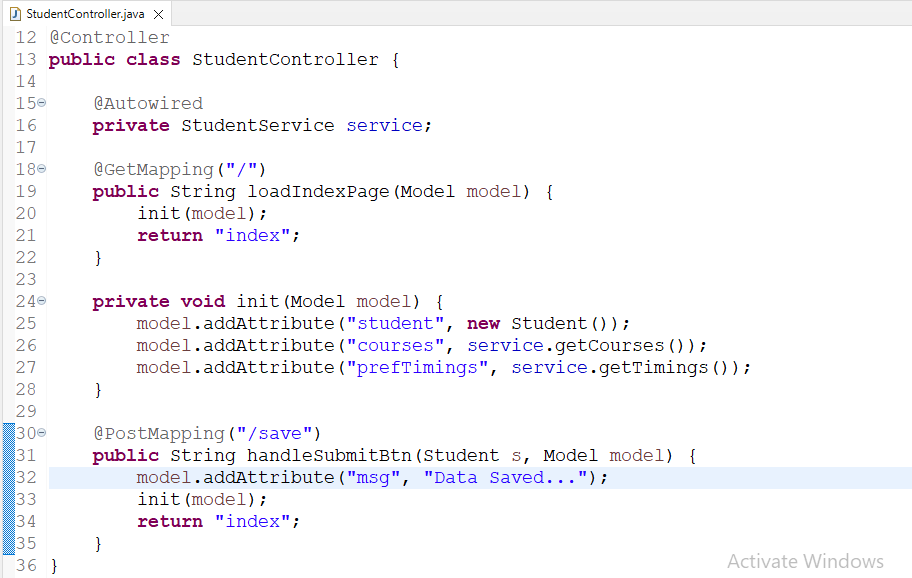 StudentController.java
12 @Controller
13 public class StudentController {
14
15 @Autowired
16 private StudentService service;
17
18 @GetMapping("/")
19 public String loadIndexPage(Model model) {
20 init(model);
21 return "index";
22 }
23
24 private void init(Model model) {
25 model.addAttribute("student", new Student());
26 model.addAttribute("courses", service.getCourses());
27 model.addAttribute("prefTimings", service.getTimings());
28 }
29
30 @PostMapping("/save")
31 public String handleSubmitBtn(Student s, Model model) {
32 model.addAttribute("msg", "Data Saved...");
33 init(model);
34 return "index";
35 }
36 }
Activate Windows